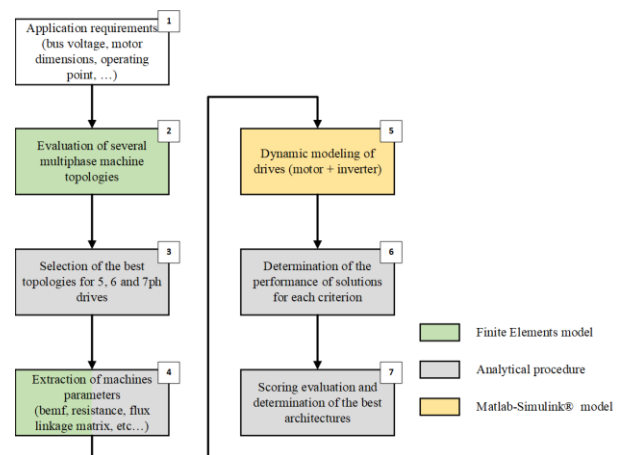 1
Application requirements
(bus voltage, motor
dimensions, operating
point, …)
2
Evaluation of several
multiphase machine
topologies
3
Selection of the best
topologies for 5, 6 and 7ph
drives
4
Extraction of machines
parameters
(bemf, resistance, flux
linkage matrix, etc…)
5
Dynamic modeling of
drives (motor + inverter)
6
Determination of the
performance of solutions
for each criterion
7
Scoring evaluation and
determination of the best
architectures
Finite Elements model
Analytical procedure
Matlab-Simulink® model